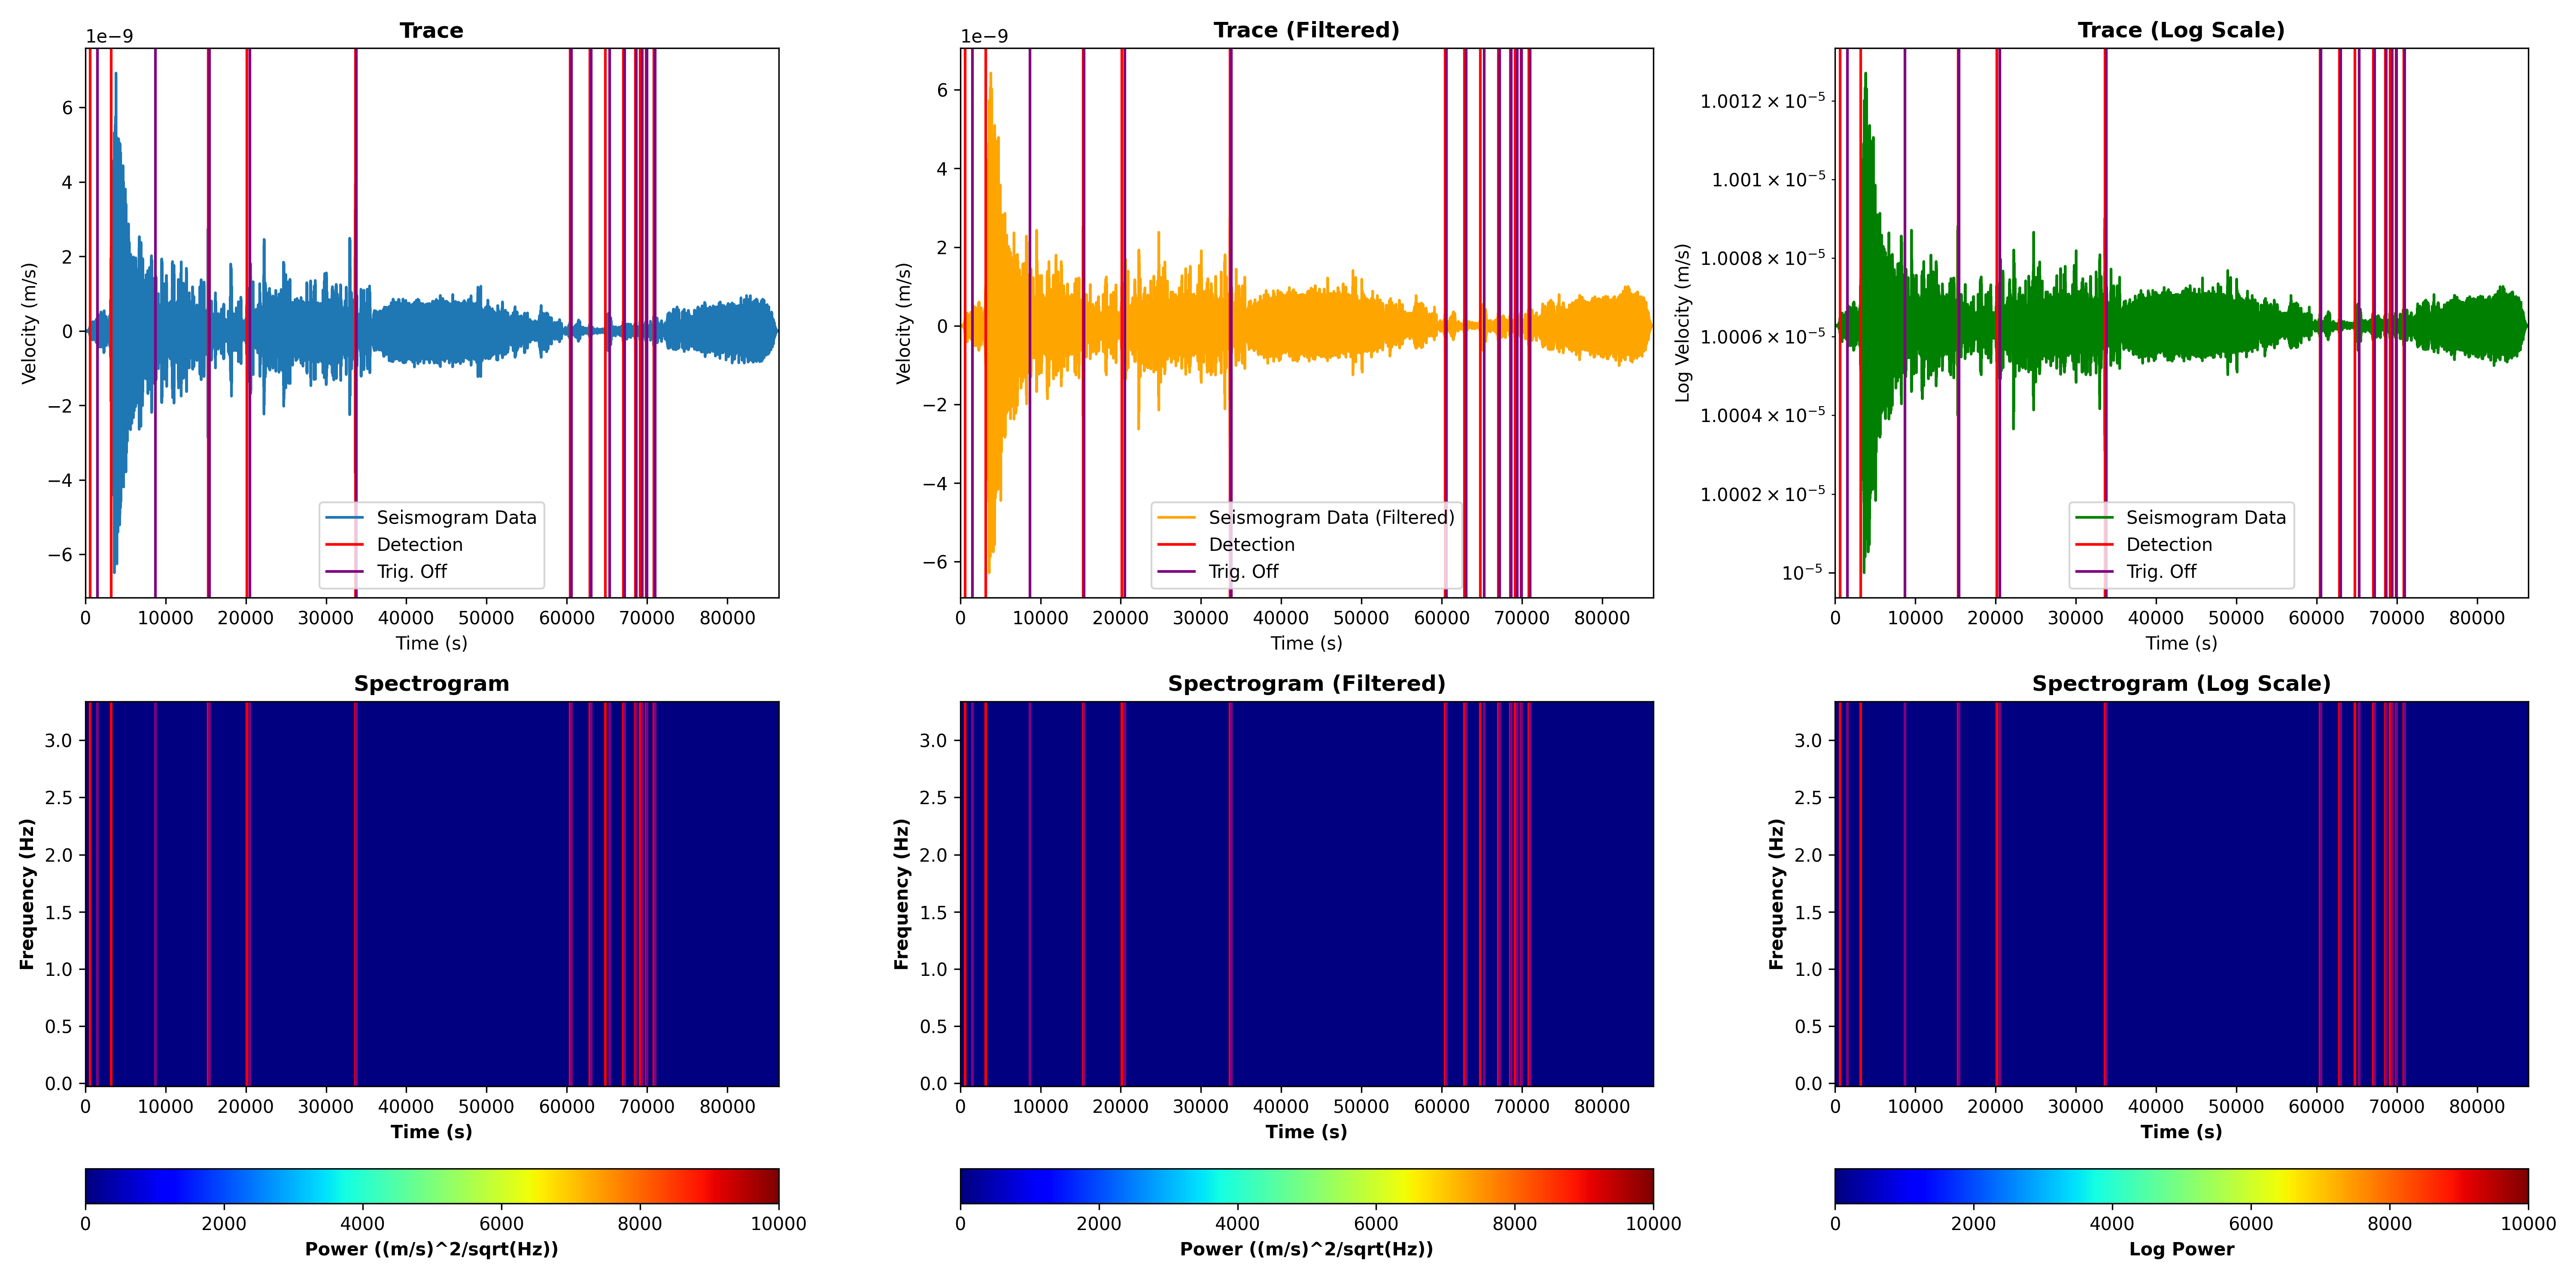 Trace
1e−9
Velocity (m/s)
6
4
2
0
−2
−4
−6
Seismogram Data
Detection
Trig. Off
0 10000 20000 30000 40000 50000 60000 70000 80000
Time (s)
Trace (Filtered)
1e−9
Velocity (m/s)
6
4
2
0
−2
−4
−6
Seismogram Data (Filtered)
Detection
Trig. Off
0 10000 20000 30000 40000 50000 60000 70000 80000
Time (s)
Trace (Log Scale)
Log Velocity (m/s)
1.0012 × 10⁻⁵
1.001 × 10⁻⁵
1.0008 × 10⁻⁵
1.0006 × 10⁻⁵
1.0004 × 10⁻⁵
1.0002 × 10⁻⁵
10⁻⁵
Seismogram Data
Detection
Trig. Off
0 10000 20000 30000 40000 50000 60000 70000 80000
Time (s)
Spectrogram
Frequency (Hz)
3.0
2.5
2.0
1.5
1.0
0.5
0.0
0 10000 20000 30000 40000 50000 60000 70000 80000
Time (s)
0 2000 4000 6000 8000 10000
Power ((m/s)^2/sqrt(Hz))
Spectrogram (Filtered)
Frequency (Hz)
3.0
2.5
2.0
1.5
1.0
0.5
0.0
0 10000 20000 30000 40000 50000 60000 70000 80000
Time (s)
0 2000 4000 6000 8000 10000
Power ((m/s)^2/sqrt(Hz))
Spectrogram (Log Scale)
Frequency (Hz)
3.0
2.5
2.0
1.5
1.0
0.5
0.0
0 10000 20000 30000 40000 50000 60000 70000 80000
Time (s)
0 2000 4000 6000 8000 10000
Log Power